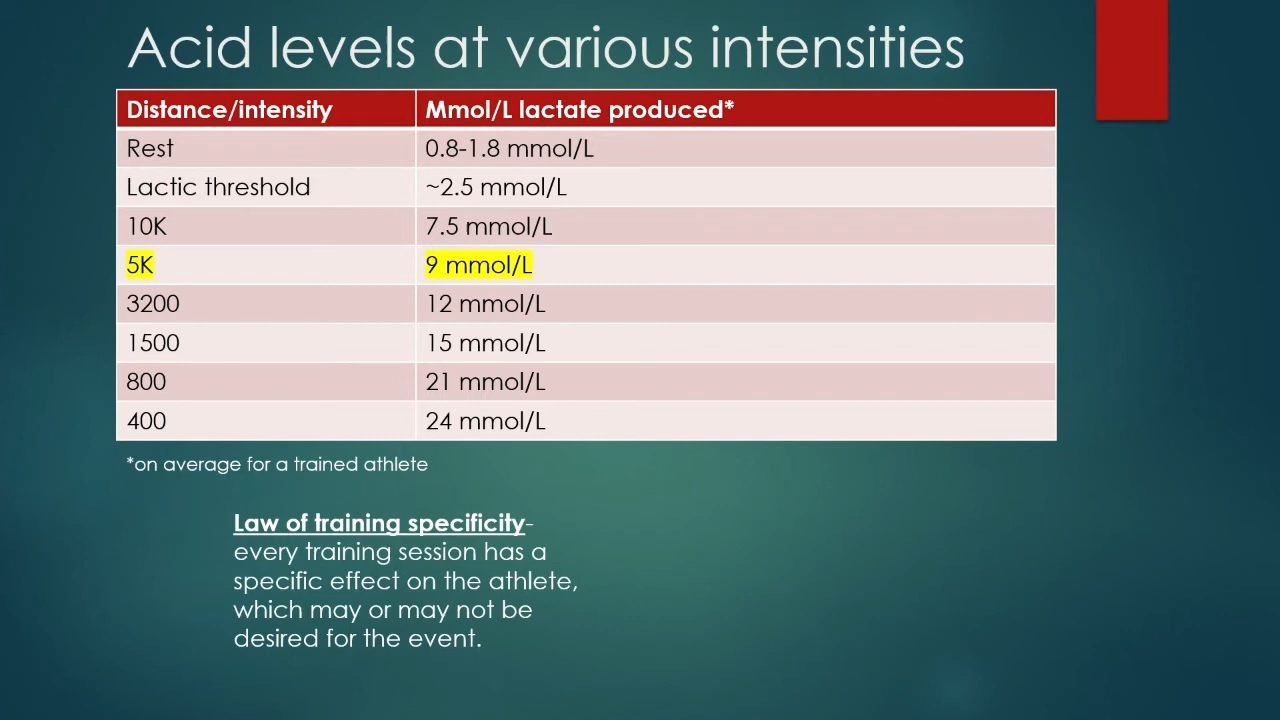 Acid levels at various intensities
Distance/intensity Mmol/L lactate produced*
Rest 0.8-1.8 mmol/L
Lactic threshold ~2.5 mmol/L
10K 7.5 mmol/L
5K 9 mmol/L
3200 12 mmol/L
1500 15 mmol/L
800 21 mmol/L
400 24 mmol/L
*on average for a trained athlete
Law of training specificity-
every training session has a
specific effect on the athlete,
which may or may not be
desired for the event.